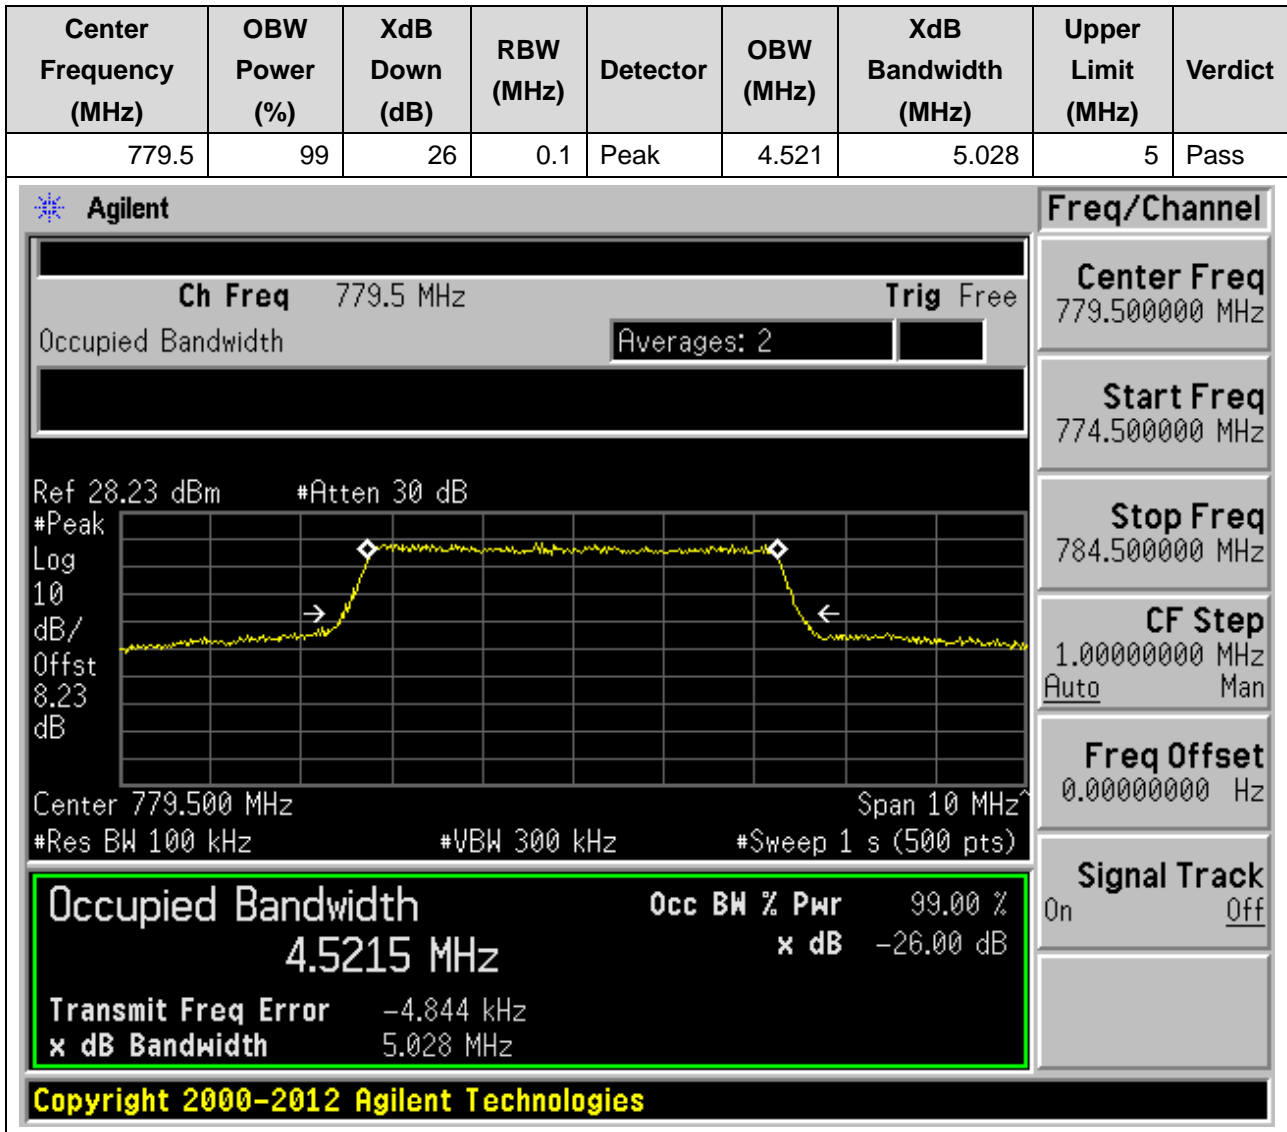 Center Frequency (MHz) OBW Power (%) XdB Down (dB) RBW (MHz) Detector OBW (MHz) XdB Bandwidth (MHz) Upper Limit (MHz) Verdict
779.5 99 26 0.1 Peak 4.521 5.028 5 Pass
Agilent
Freq/Channel
Ch Freq 779.5 MHz Trig Free
Occupied Bandwidth Averages: 2
Center Freq
779.500000 MHz
Start Freq
774.500000 MHz
Stop Freq
784.500000 MHz
CF Step
1.00000000 MHz
Auto Man
Freq Offset
0.00000000 Hz
Signal Track
On Off
Ref 28.23 dBm #Atten 30 dB
#Peak
Log
10
dB/
Offst
8.23
dB
Center 779.500 MHz Span 10 MHz^
#Res BW 100 kHz #VBW 300 kHz #Sweep 1 s (500 pts)
Occupied Bandwidth Occ BW % Pwr 99.00 %
4.5215 MHz x dB -26.00 dB
Transmit Freq Error -4.844 kHz
x dB Bandwidth 5.028 MHz
Copyright 2000-2012 Agilent Technologies